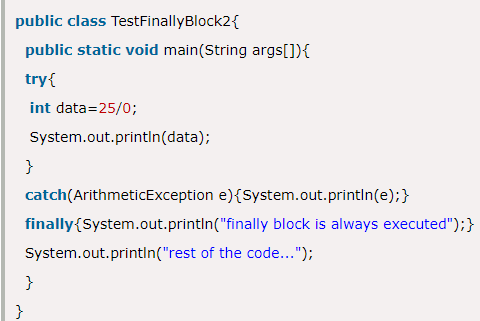 public class TestFinallyBlock2{
public static void main(String args[]){
try{
int data=25/0;
System.out.println(data);
}
catch(ArithmeticException e){System.out.println(e);}
finally{System.out.println("finally block is always executed");}
System.out.println("rest of the code...");
}
}